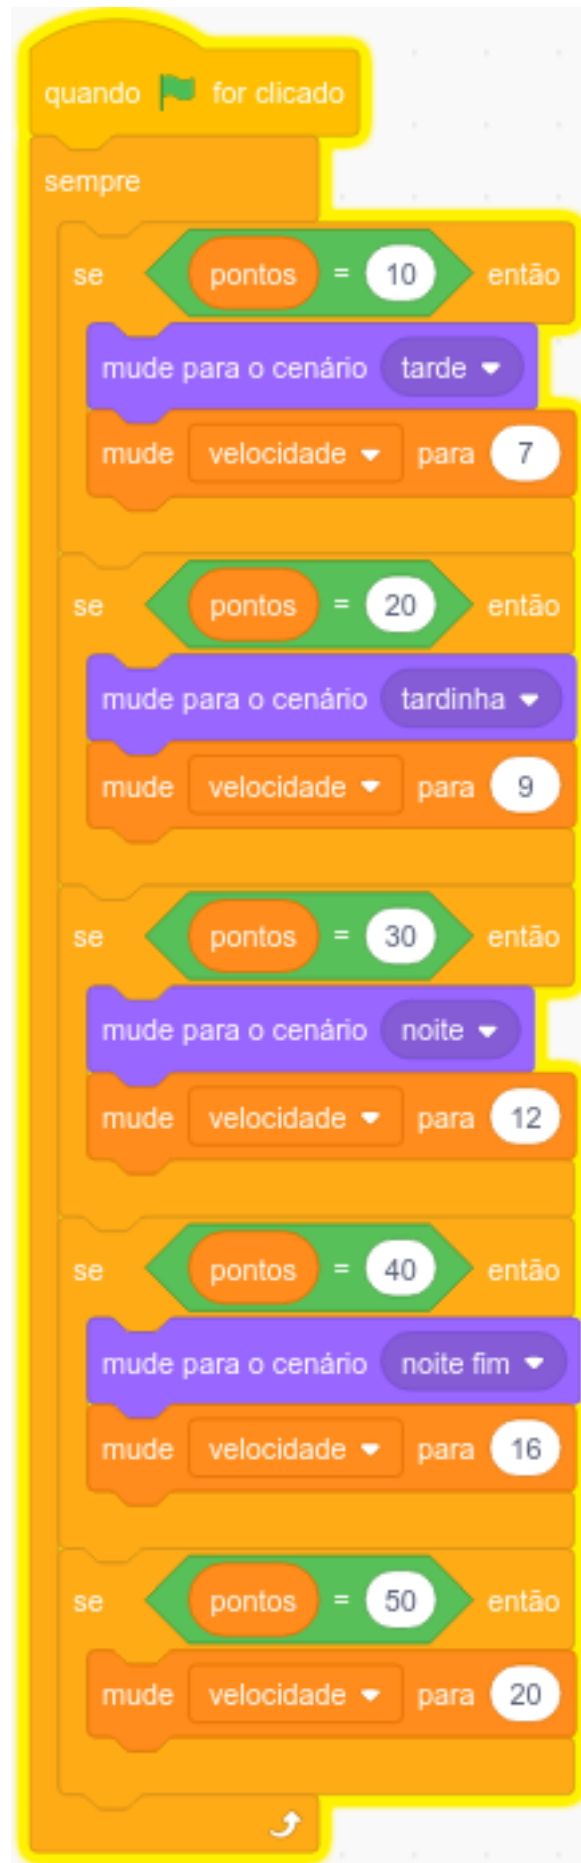 quando for clicado
sempre
se pontos = 10 então
mude para o cenário tarde
mude velocidade para 7
se pontos = 20 então
mude para o cenário tardinha
mude velocidade para 9
se pontos = 30 então
mude para o cenário noite
mude velocidade para 12
se pontos = 40 então
mude para o cenário noite fim
mude velocidade para 16
se pontos = 50 então
mude velocidade para 20